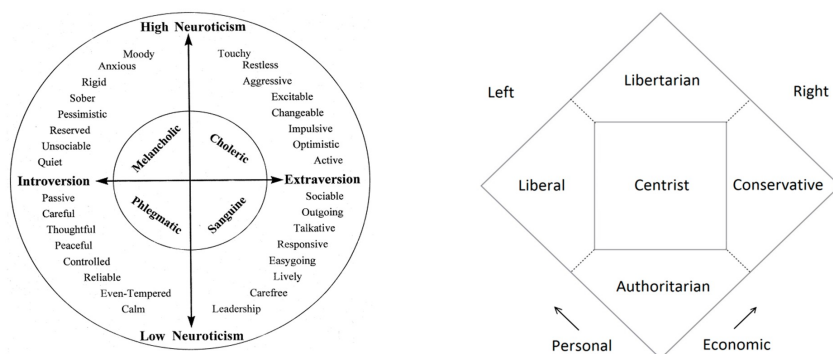 High Neuroticism
Moody
Anxious
Rigid
Sober
Pessimistic
Reserved
Unsociable
Quiet
Touchy
Restless
Aggressive
Excitable
Changeable
Impulsive
Optimistic
Active
Melancholic
Choleric
Introversion
Extraversion
Phlegmatic
Sanguine
Passive
Careful
Thoughtful
Peaceful
Controlled
Reliable
Even-Tempered
Calm
Sociable
Outgoing
Talkative
Responsive
Easygoing
Lively
Carefree
Leadership
Low Neuroticism
Left
Libertarian
Right
Liberal
Centrist
Conservative
Authoritarian
Personal
Economic